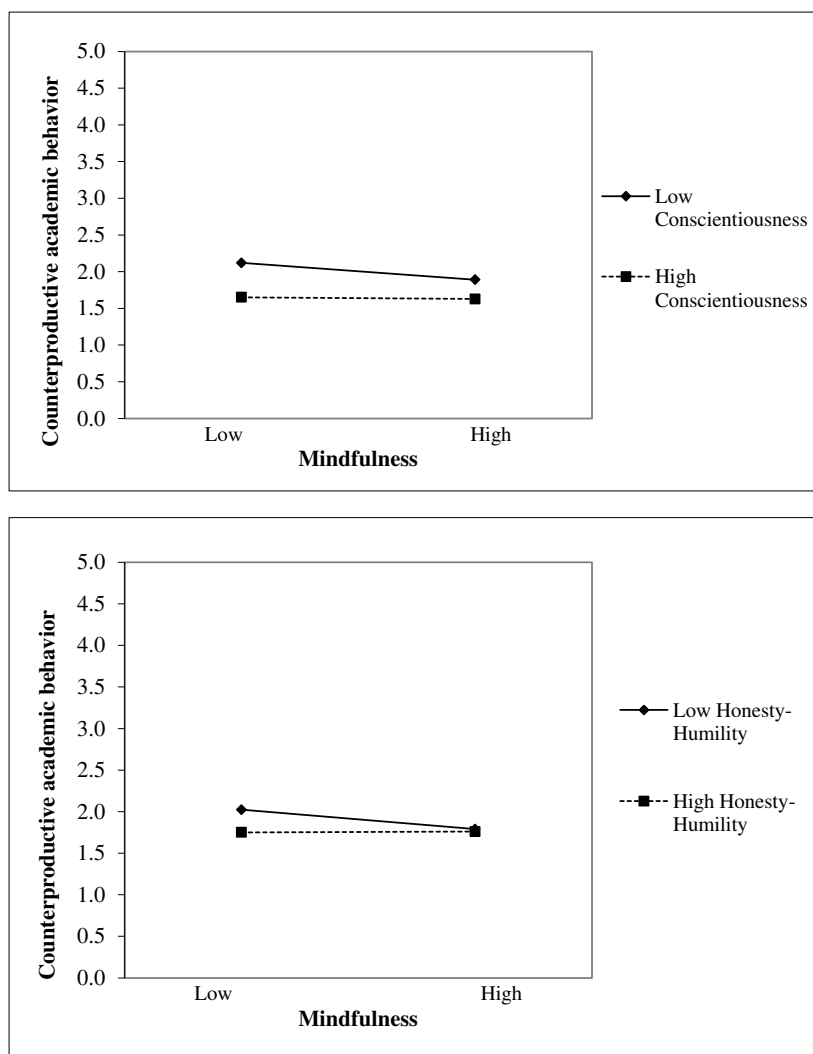 5.0
4.5
4.0
3.5
3.0
2.5
2.0
1.5
1.0
0.5
0.0
Counterproductive academic behavior
Low High
Mindfulness
Low
Conscientiousness
High
Conscientiousness
5.0
4.5
4.0
3.5
3.0
2.5
2.0
1.5
1.0
0.5
0.0
Counterproductive academic behavior
Low High
Mindfulness
Low Honesty-
Humility
High Honesty-
Humility